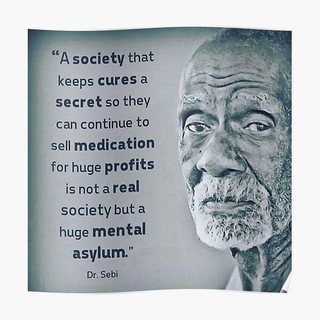 “A society that
keeps cures a
secret so they
can continue to
sell medication
for huge profits
is not a real
society but a
huge mental
asylum.”
Dr. Sebi